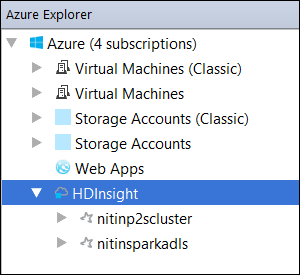 Azure Explorer
Azure (4 subscriptions)
Virtual Machines (Classic)
Virtual Machines
Storage Accounts (Classic)
Storage Accounts
Web Apps
HDInsight
nitinp2scluster
nitinsparkadls